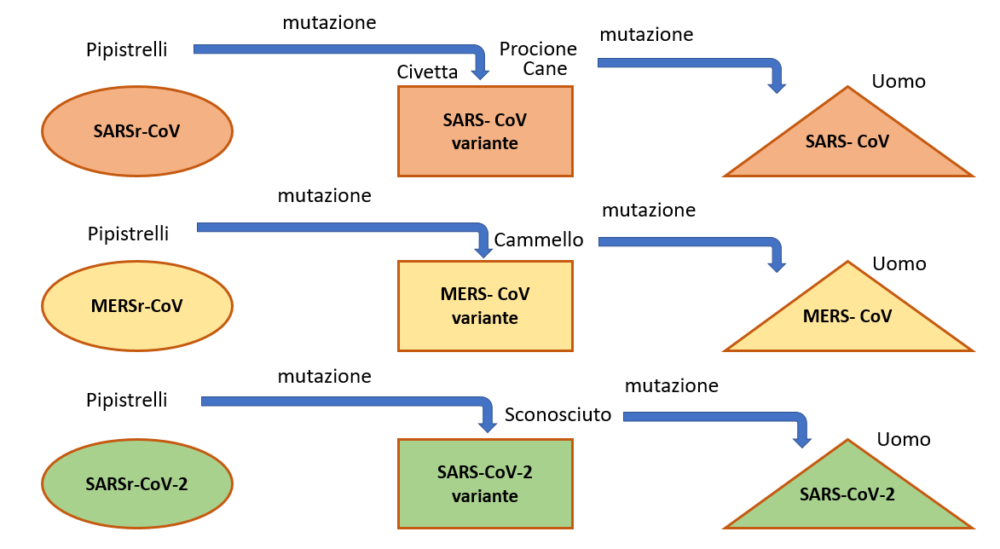 mutazione
Pipistrelli
Civetta
Procione
Cane
mutazione
Uomo
SARSr-CoV
SARS- CoV
variante
SARS- CoV
mutazione
Pipistrelli
Cammello
mutazione
Uomo
MERSr-CoV
MERS- CoV
variante
MERS- CoV
mutazione
Pipistrelli
Sconosciuto
mutazione
Uomo
SARSr-CoV-2
SARS-CoV-2
variante
SARS-CoV-2